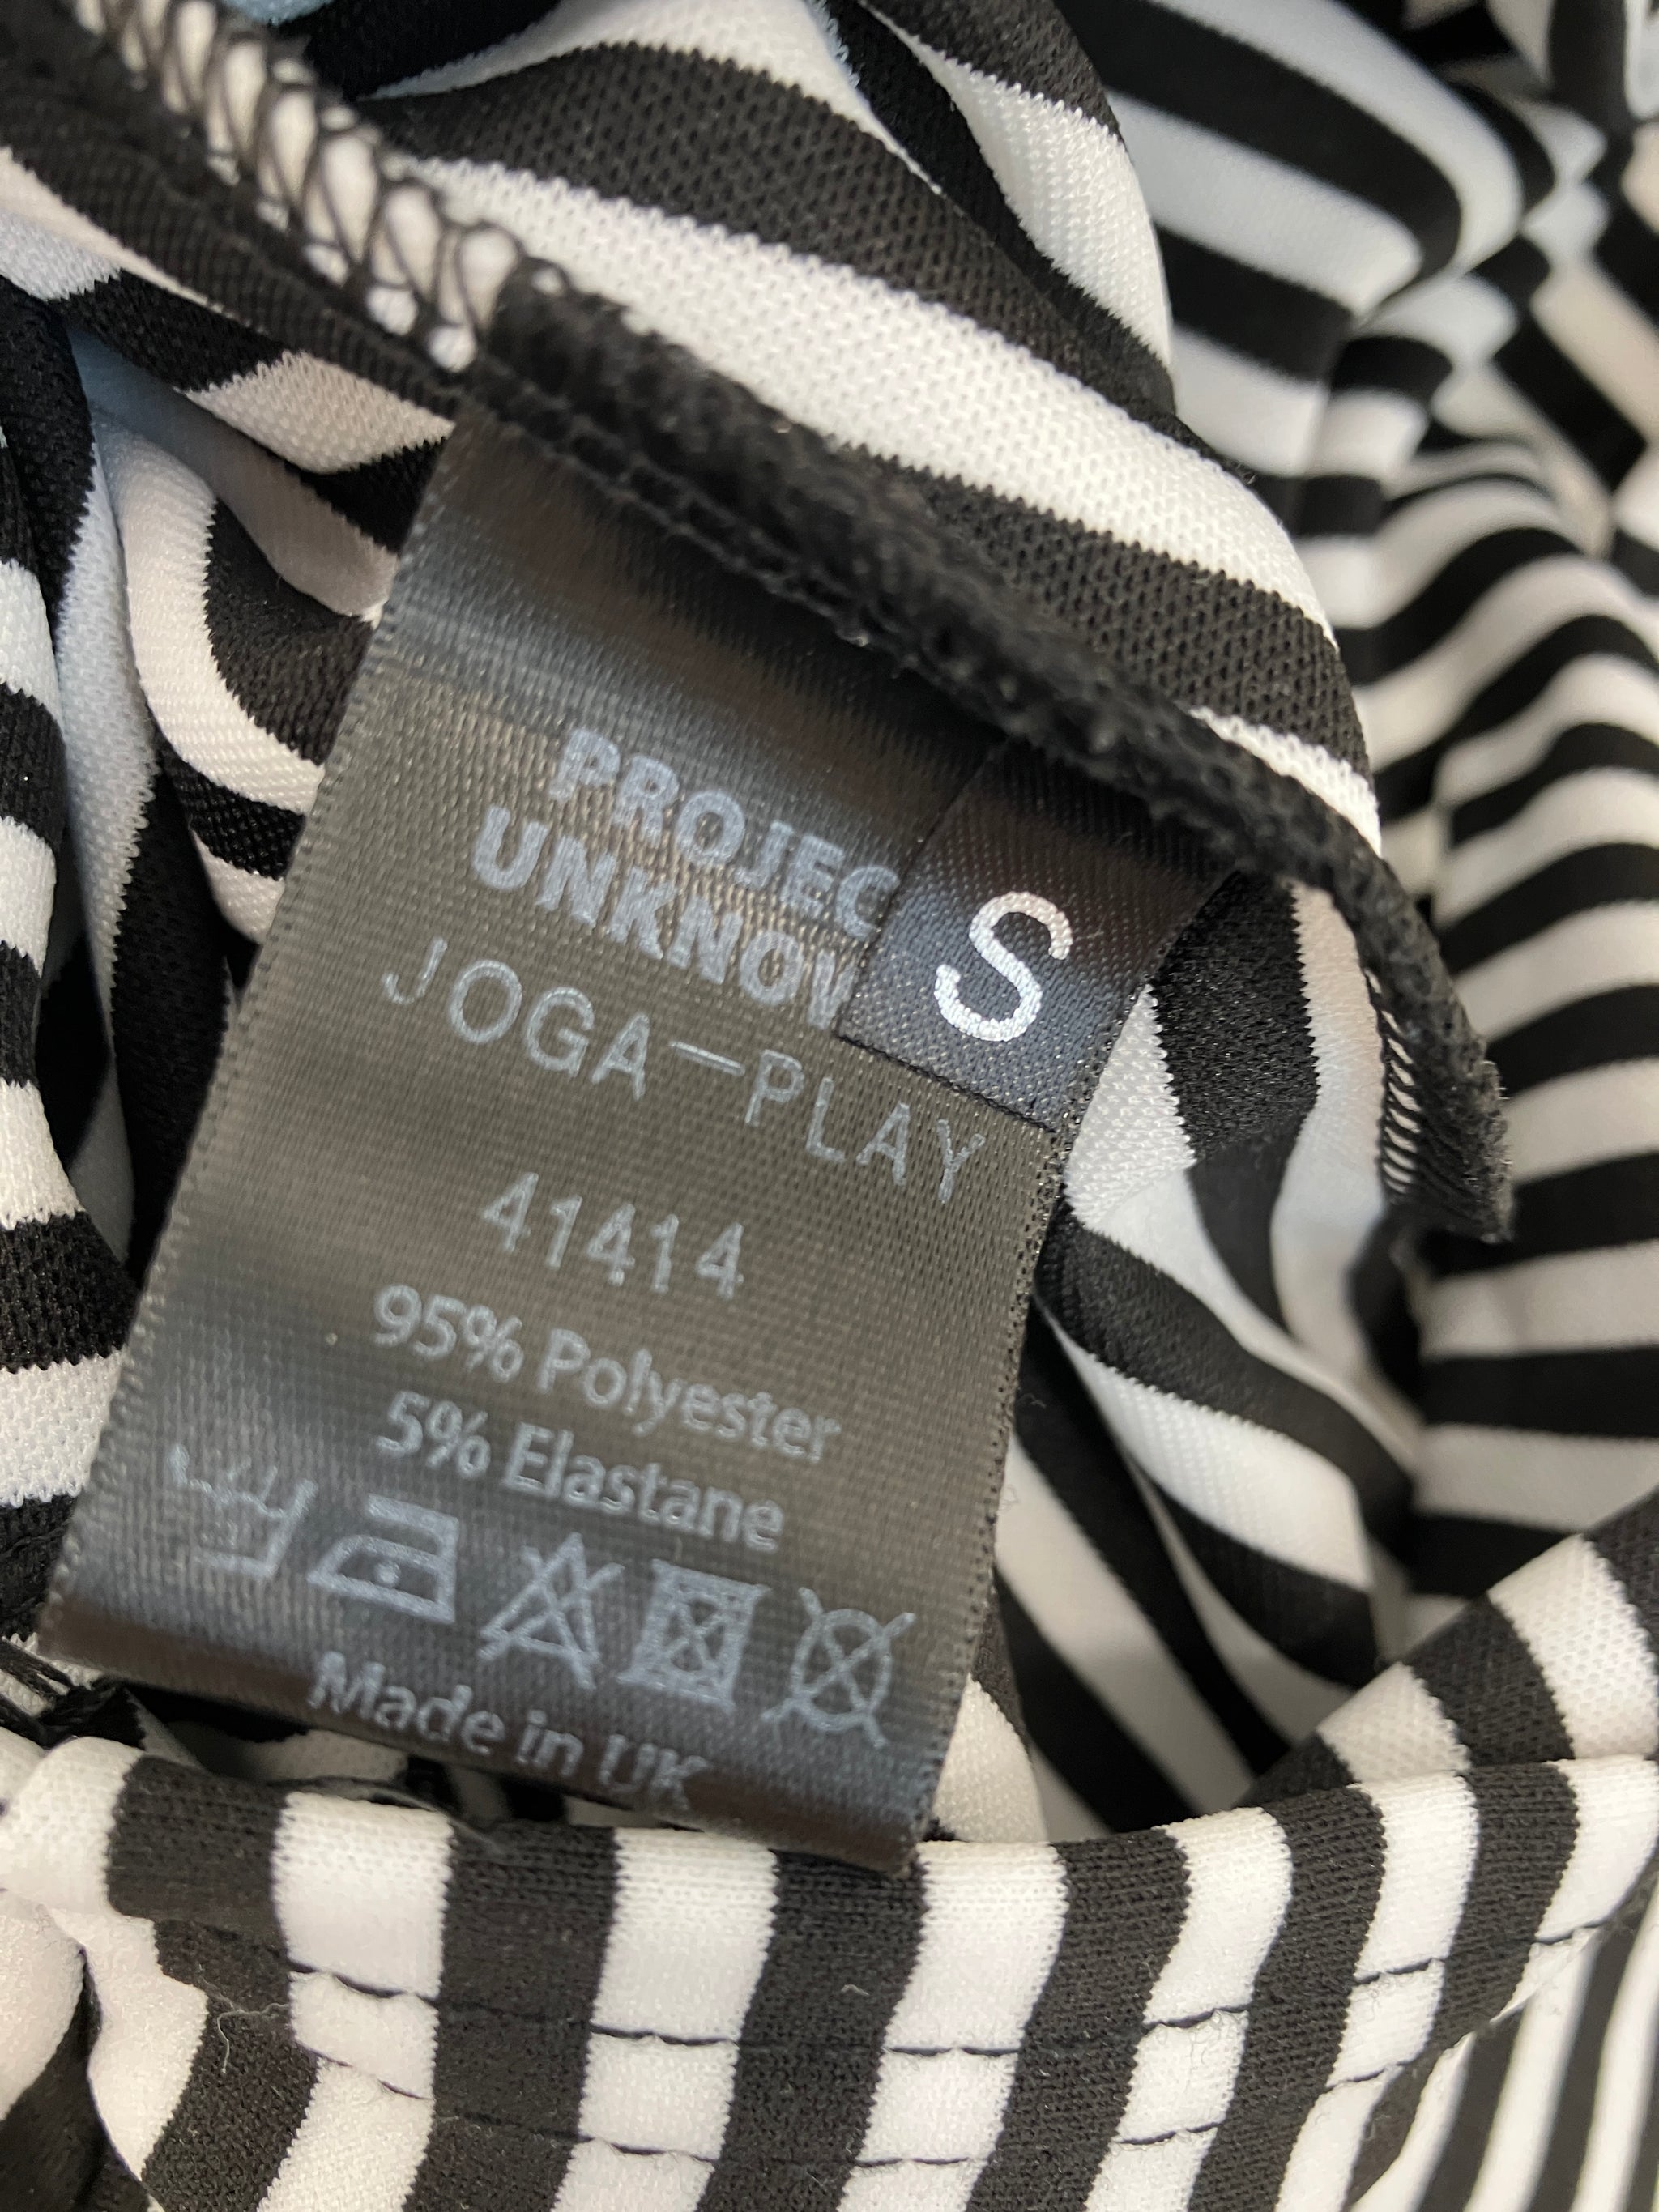 PROJEC
UNKNOW
S
JOGA-PLAY
41414
95% Polyester
5% Elastane
Made in UK